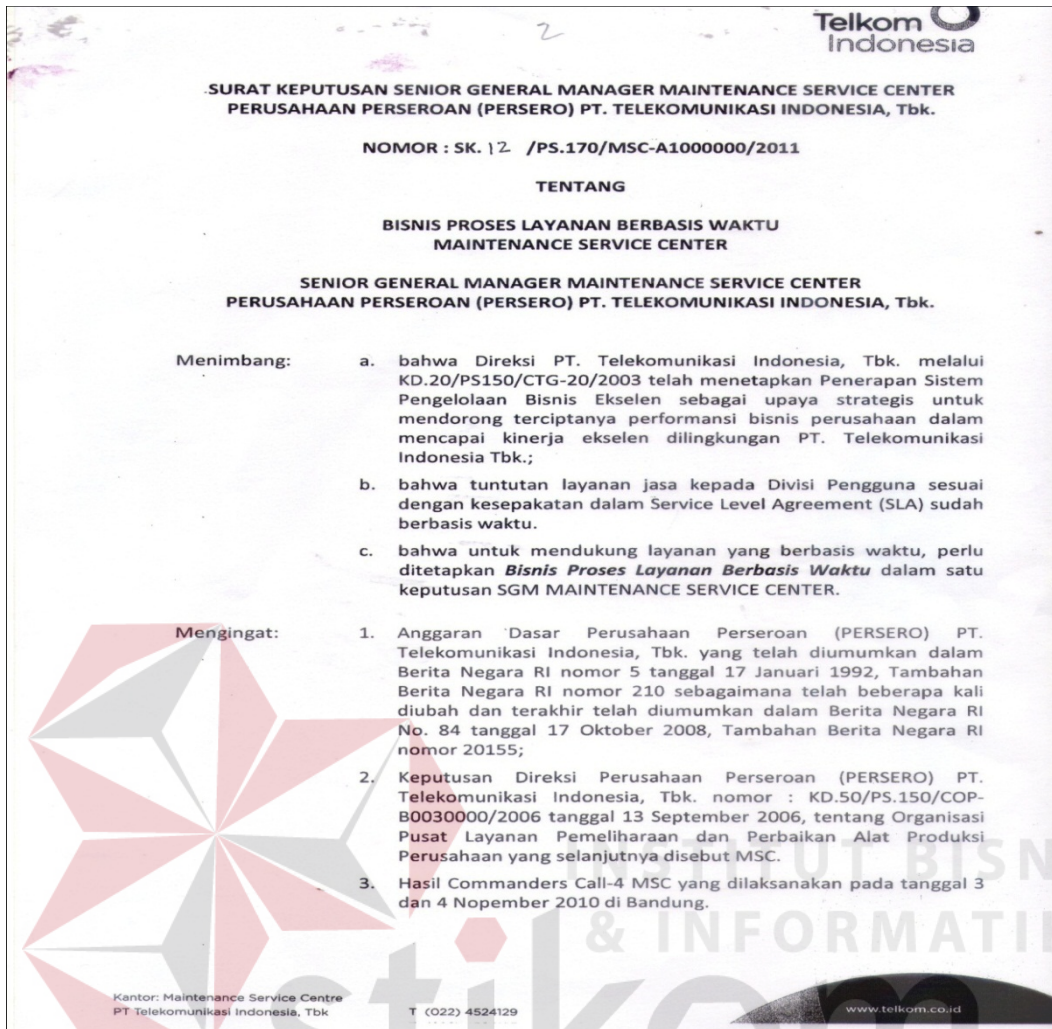 2
Telkom
Indonesia
SURAT KEPUTUSAN SENIOR GENERAL MANAGER MAINTENANCE SERVICE CENTER
PERUSAHAAN PERSEROAN (PERSERO) PT. TELEKOMUNIKASI INDONESIA, Tbk.
NOMOR : SK. 12 /PS.170/MSC-A1000000/2011
TENTANG
BISNIS PROSES LAYANAN BERBASIS WAKTU
MAINTENANCE SERVICE CENTER
SENIOR GENERAL MANAGER MAINTENANCE SERVICE CENTER
PERUSAHAAN PERSEROAN (PERSERO) PT. TELEKOMUNIKASI INDONESIA, Tbk.
Menimbang: a. bahwa Direksi PT. Telekomunikasi Indonesia, Tbk. melalui
KD.20/PS150/CTG-20/2003 telah menetapkan Penerapan Sistem
Pengelolaan Bisnis Ekselen sebagai upaya strategis untuk
mendorong terciptanya performansi bisnis perusahaan dalam
mencapai kinerja ekselen dilingkungan PT. Telekomunikasi
Indonesia Tbk.;
b. bahwa tuntutan layanan jasa kepada Divisi Pengguna sesuai
dengan kesepakatan dalam Service Level Agreement (SLA) sudah
berbasis waktu.
c. bahwa untuk mendukung layanan yang berbasis waktu, perlu
ditetapkan Bisnis Proses Layanan Berbasis Waktu dalam satu
keputusan SGM MAINTENANCE SERVICE CENTER.
Mengingat: 1. Anggaran Dasar Perusahaan Perseroan (PERSERO) PT.
Telekomunikasi Indonesia, Tbk. yang telah diumumkan dalam
Berita Negara RI nomor 5 tanggal 17 Januari 1992, Tambahan
Berita Negara RI nomor 210 sebagaimana telah beberapa kali
diubah dan terakhir telah diumumkan dalam Berita Negara RI
No. 84 tanggal 17 Oktober 2008, Tambahan Berita Negara RI
nomor 20155;
2. Keputusan Direksi Perusahaan Perseroan (PERSERO) PT.
Telekomunikasi Indonesia, Tbk. nomor : KD.50/PS.150/COP-
B0030000/2006 tanggal 13 September 2006, tentang Organisasi
Pusat Layanan Pemeliharaan dan Perbaikan Alat Produksi
Perusahaan yang selanjutnya disebut MSC.
3. Hasil Commanders Call-4 MSC yang dilaksanakan pada tanggal 3
dan 4 Nopember 2010 di Bandung.
INSTITUT BISN
& INFORMATI
stikom
Kantor: Maintenance Service Centre
PT Telekomunikasi Indonesia, Tbk T (022) 4524129
www.telkom.co.id